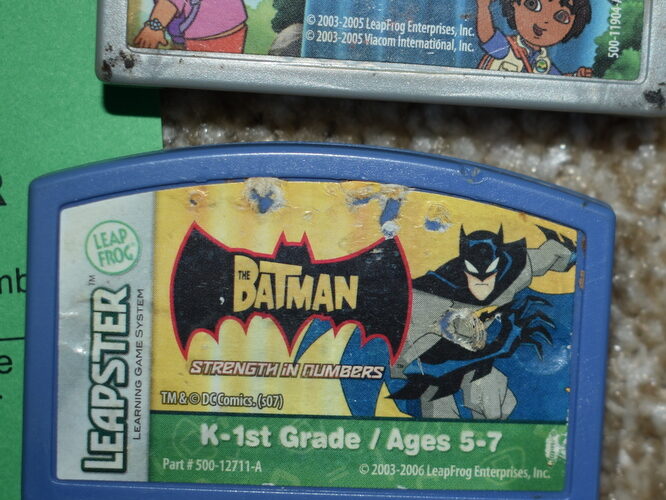 © 2003-2005 LeapFrog Enterprises, Inc.
© 2003-2005 Viacom International, Inc.
500-11904-
LEAP
FROG
LEAPSTER™
LEARNING GAME SYSTEM
THE
BATMAN
STRENGTH IN NUMBERS
TM & © DC Comics. (s07)
K-1st Grade / Ages 5-7
Part # 500-12711-A
© 2003-2006 LeapFrog Enterprises, Inc.